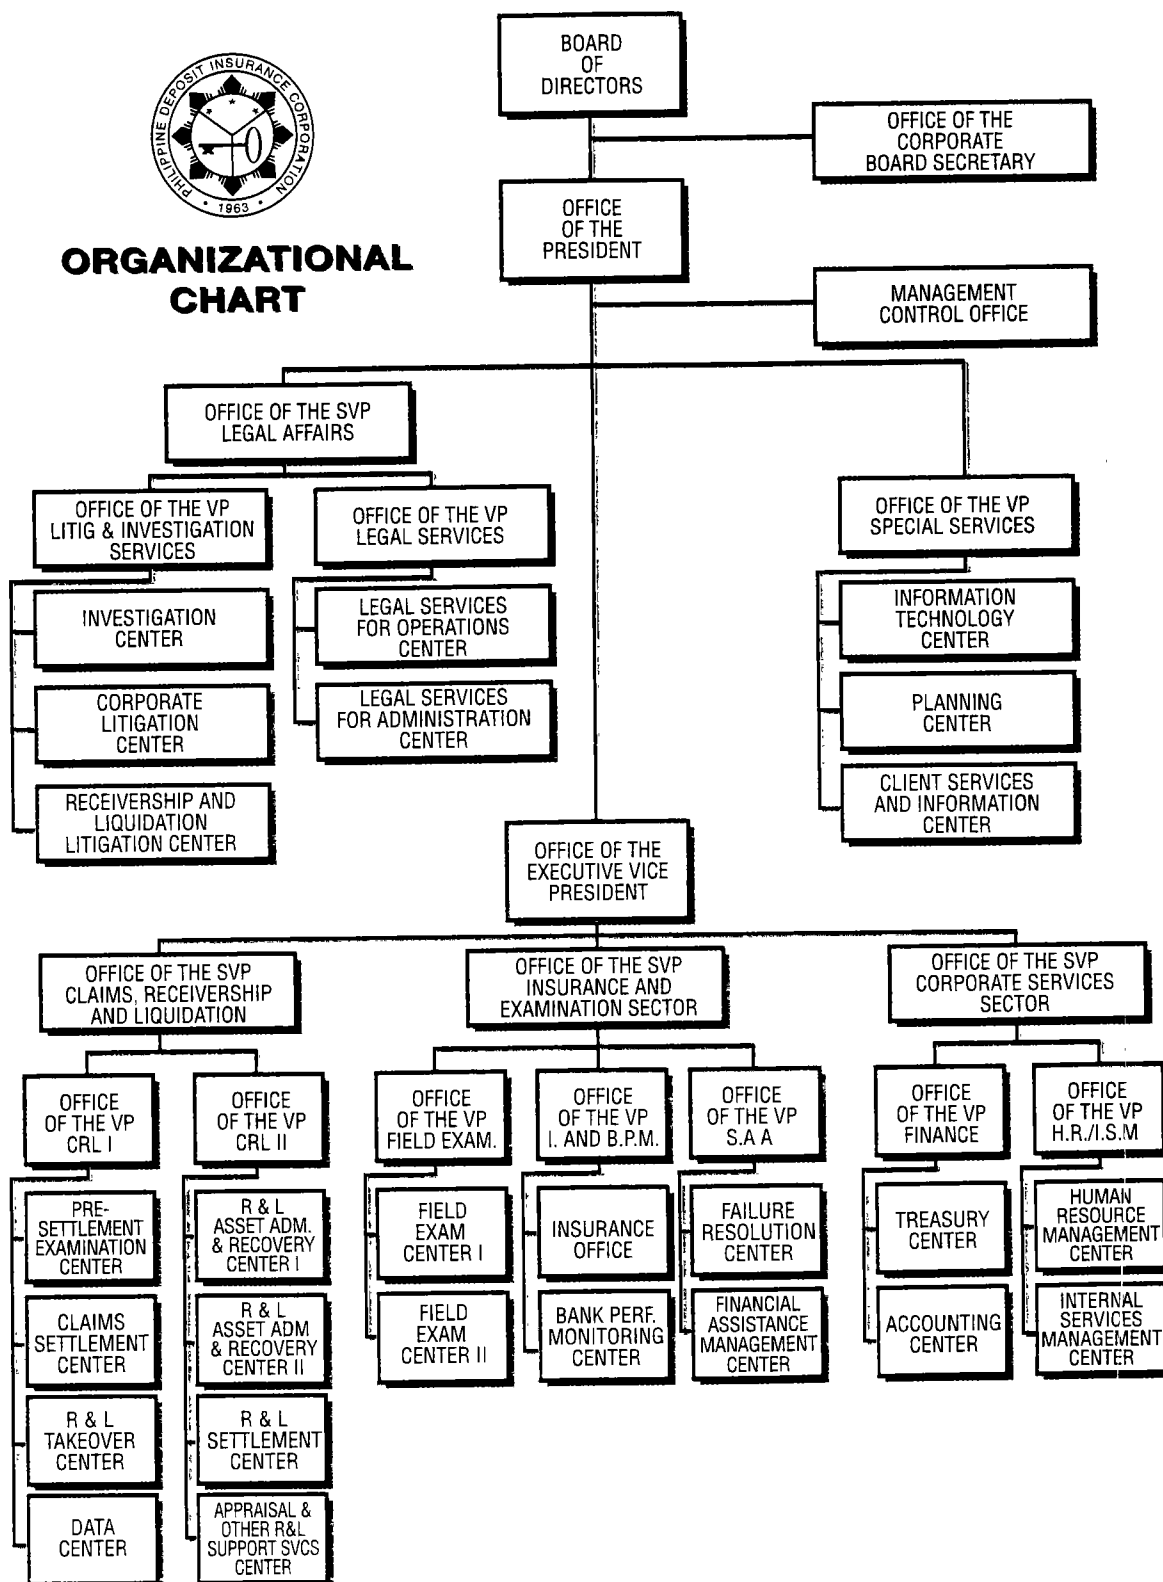 BOARD
OF
DIRECTORS
PHILIPPINE DEPOSIT INSURANCE CORPORATION
• 1963 •
OFFICE OF THE
CORPORATE
BOARD SECRETARY
OFFICE
OF THE
PRESIDENT
ORGANIZATIONAL
CHART
MANAGEMENT
CONTROL OFFICE
OFFICE OF THE SVP
LEGAL AFFAIRS
OFFICE OF THE VP
LITIG & INVESTIGATION
SERVICES
OFFICE OF THE VP
LEGAL SERVICES
OFFICE OF THE VP
SPECIAL SERVICES
INVESTIGATION
CENTER
LEGAL SERVICES
FOR OPERATIONS
CENTER
INFORMATION
TECHNOLOGY
CENTER
CORPORATE
LITIGATION
CENTER
LEGAL SERVICES
FOR ADMINISTRATION
CENTER
PLANNING
CENTER
RECEIVERSHIP AND
LIQUIDATION
LITIGATION CENTER
CLIENT SERVICES
AND INFORMATION
CENTER
OFFICE OF THE
EXECUTIVE VICE
PRESIDENT
OFFICE OF THE SVP
CLAIMS, RECEIVERSHIP
AND LIQUIDATION
OFFICE OF THE SVP
INSURANCE AND
EXAMINATION SECTOR
OFFICE OF THE SVP
CORPORATE SERVICES
SECTOR
OFFICE
OF THE VP
CRL I
OFFICE
OF THE VP
CRL II
OFFICE
OF THE VP
FIELD EXAM.
OFFICE
OF THE VP
I. AND B.P.M.
OFFICE
OF THE VP
S.A A
OFFICE
OF THE VP
FINANCE
OFFICE
OF THE VP
H.R./I.S.M
PRE-
SETTLEMENT
EXAMINATION
CENTER
R & L
ASSET ADM.
& RECOVERY
CENTER I
FIELD
EXAM
CENTER I
INSURANCE
OFFICE
FAILURE
RESOLUTION
CENTER
TREASURY
CENTER
HUMAN
RESOURCE
MANAGEMENT
CENTER
CLAIMS
SETTLEMENT
CENTER
R & L
ASSET ADM
& RECOVERY
CENTER II
FIELD
EXAM
CENTER II
BANK PERF.
MONITORING
CENTER
FINANCIAL
ASSISTANCE
MANAGEMENT
CENTER
ACCOUNTING
CENTER
INTERNAL
SERVICES
MANAGEMENT
CENTER
R & L
TAKEOVER
CENTER
R & L
SETTLEMENT
CENTER
DATA
CENTER
APPRAISAL &
OTHER R&L
SUPPORT SVCS
CENTER